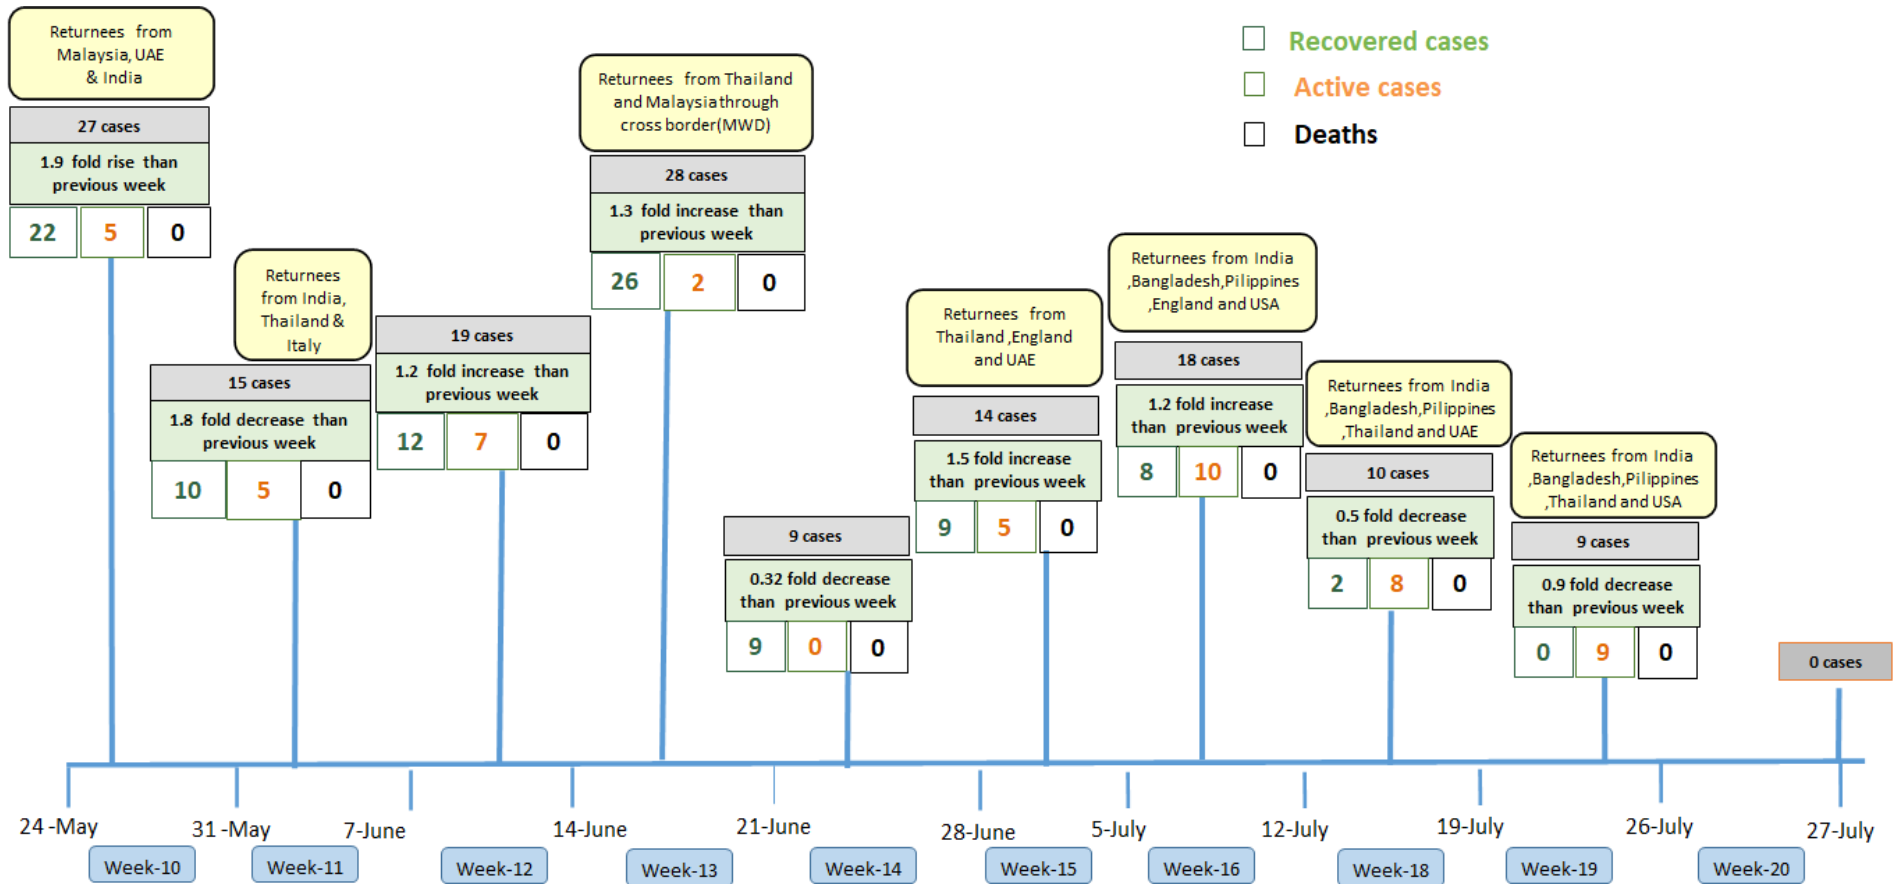 Returnees from
Malaysia, UAE
& India
27 cases
1.9 fold rise than
previous week
22 5 0
Returnees
from India,
Thailand &
Italy
15 cases
1.8 fold decrease than
previous week
10 5 0
19 cases
1.2 fold increase than
previous week
12 7 0
Returnees from Thailand
and Malaysiathrough
cross border(MWD)
28 cases
1.3 fold increase than
previous week
26 2 0
9 cases
0.32 fold decrease
than previous week
9 0 0
Returnees from
Thailand ,England
and UAE
14 cases
1.5 fold increase
than previous week
9 5 0
Returnees from India
,Bangladesh,Pilippines
,England and USA
18 cases
1.2 fold increase
than previous week
8 10 0
Returnees from India
,Bangladesh,Pilippines
,Thailand and UAE
10 cases
0.5 fold decrease
than previous week
2 8 0
Returnees from India
,Bangladesh,Pilippines
,Thailand and USA
9 cases
0.9 fold decrease
than previous week
0 9 0
0 cases
Recovered cases
Active cases
Deaths
24 -May 31 -May 7-June 14-June 21-June 28-June 5-July 12-July 19-July 26-July 27-July
Week-10 Week-11 Week-12 Week-13 Week-14 Week-15 Week-16 Week-18 Week-19 Week-20